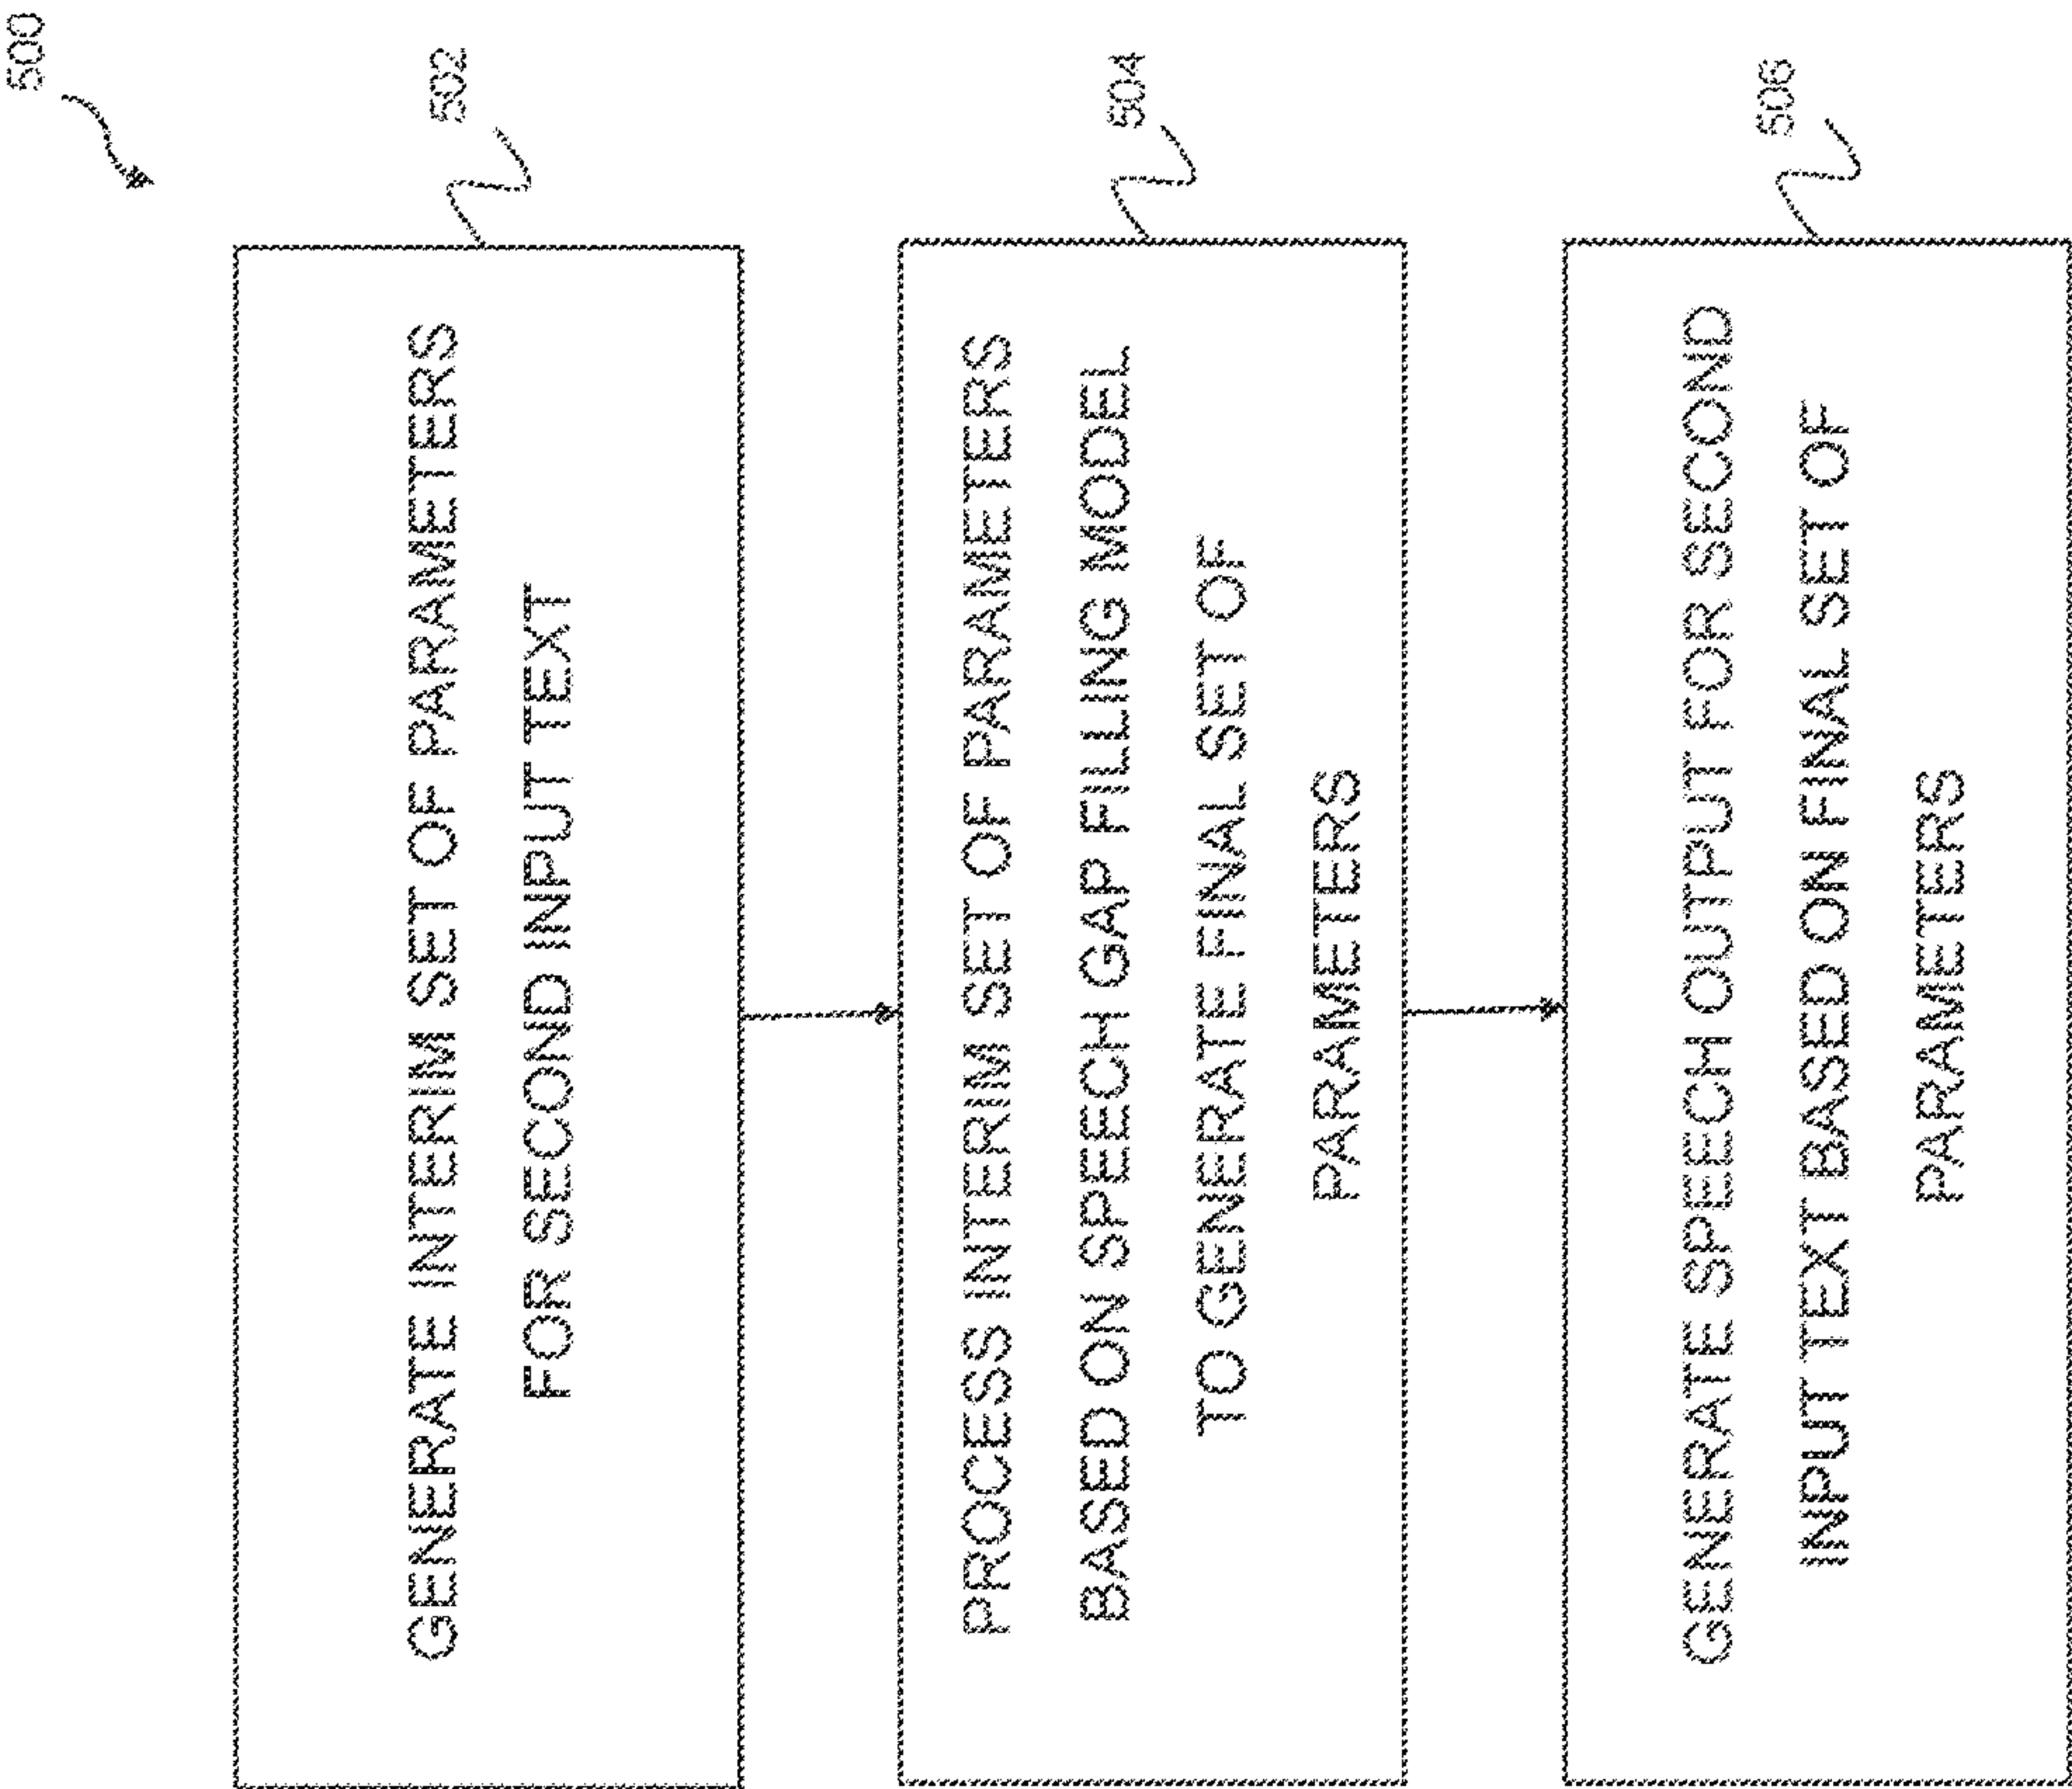 500
502
GENERATE INTERIM SET OF PARAMETERS
FOR SECOND INPUT TEXT
504
PROCESS INTERIM SET OF PARAMETERS
BASED ON SPEECH GAP FILLING MODEL
TO GENERATE FINAL SET OF
PARAMETERS
506
GENERATE SPEECH OUTPUT FOR SECOND
INPUT TEXT BASED ON FINAL SET OF
PARAMETERS